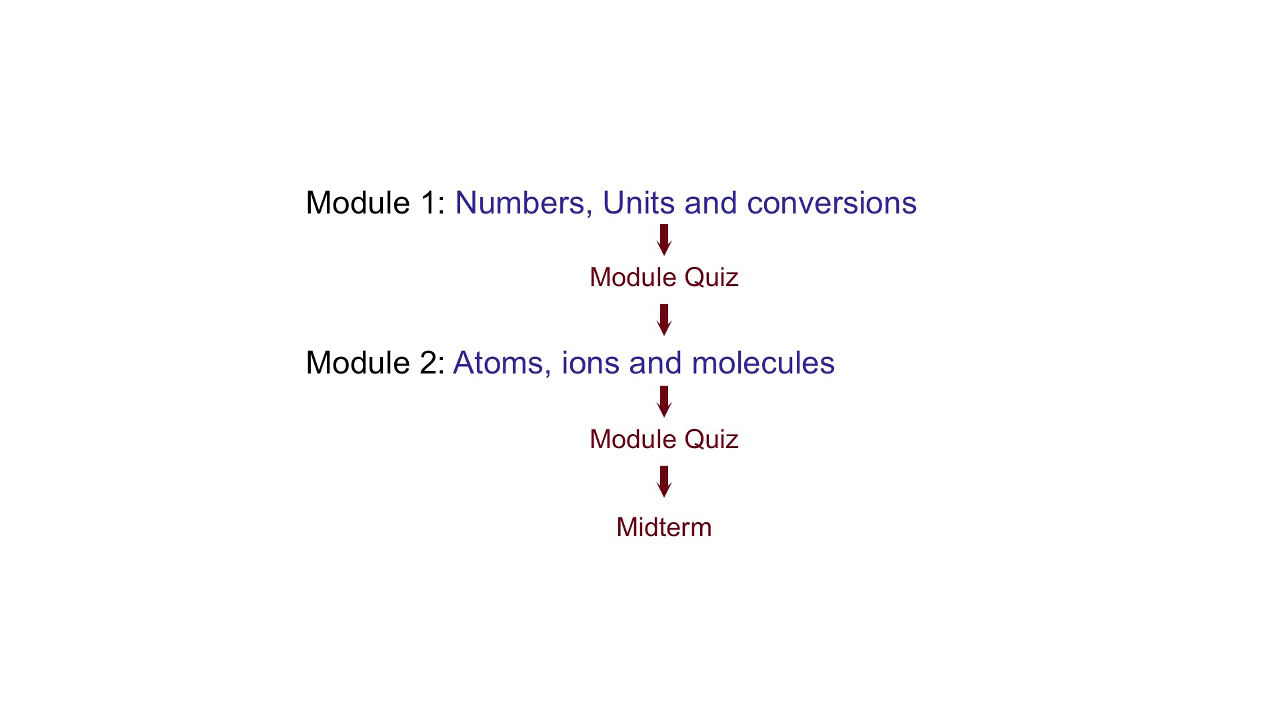 Module 1: Numbers, Units and conversions
Module Quiz
Module 2: Atoms, ions and molecules
Module Quiz
Midterm